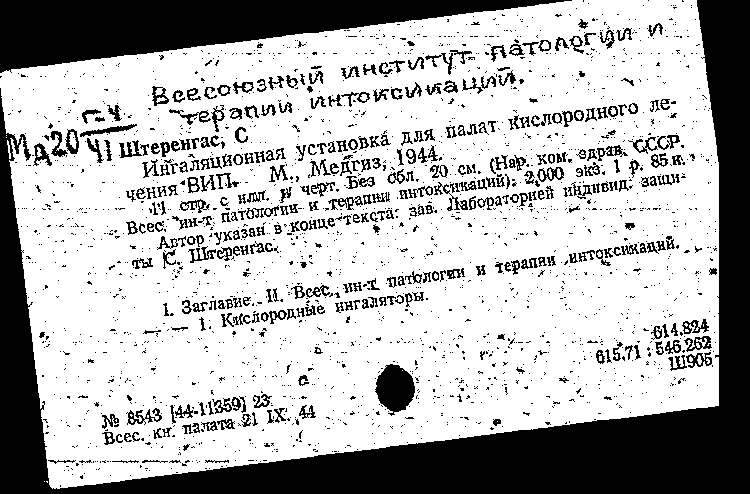 Всесоюзный институт патологии и
терапии интоксикаций.
Г-4
Мд20 41
Штеренгас, С
Ингаляционная установка для палат кислородного ле-
чения ВИП. М., Медгиз, 1944.
11 стр. с илл. и черт. Без обл. 20 см. (Нар. ком. здрав. СССР.
Всес. ин-т патологии и терапии интоксикаций). 2.000 экз. 1 р. 85 к.
Автор указан в конце текста: зав. Лабораторией индивид. защи-
ты С. Штеренгас.
I. Заглавие. II. Всес. ин-т патологии и терапии интоксикаций.
— — 1. Кислородные ингаляторы.
614.824
615.71 : 546.262
Ш905
№ 8543 [44-11359] 23
Всес. кн. палата 21 IX. 44